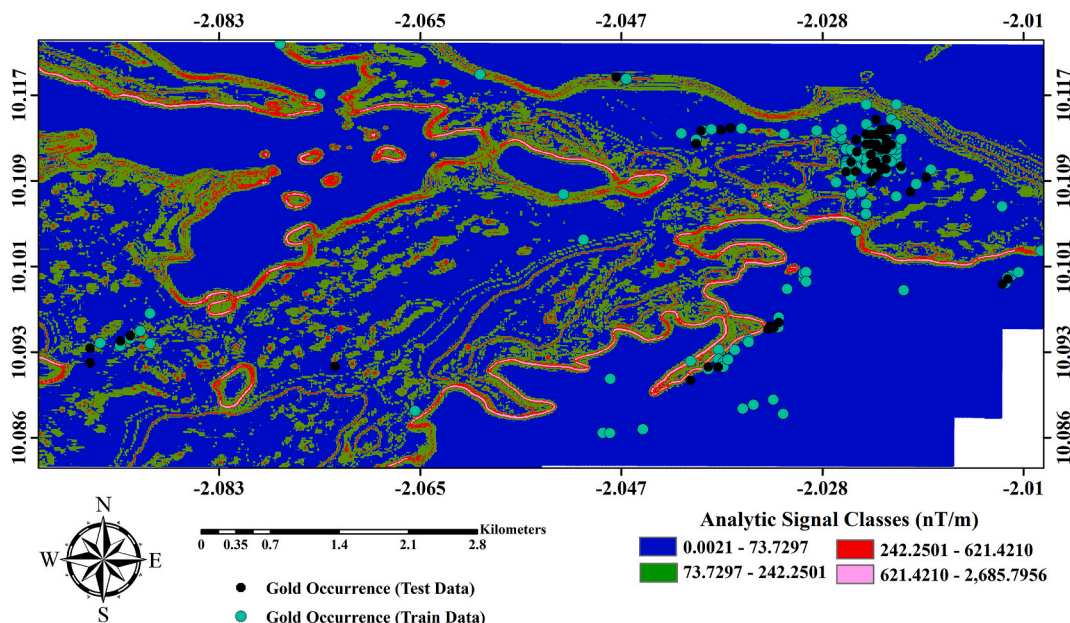 -2.083 -2.065 -2.047 -2.028 -2.01
10.117 10.117
10.109 10.109
10.101 10.101
10.093 10.093
10.086 10.086
-2.083 -2.065 -2.047 -2.028 -2.01
N
W E
S
Kilometers
0 0.35 0.7 1.4 2.1 2.8
Gold Occurrence (Test Data)
Gold Occurrence (Train Data)
Analytic Signal Classes (nT/m)
0.0021 - 73.7297 242.2501 - 621.4210
73.7297 - 242.2501 621.4210 - 2,685.7956